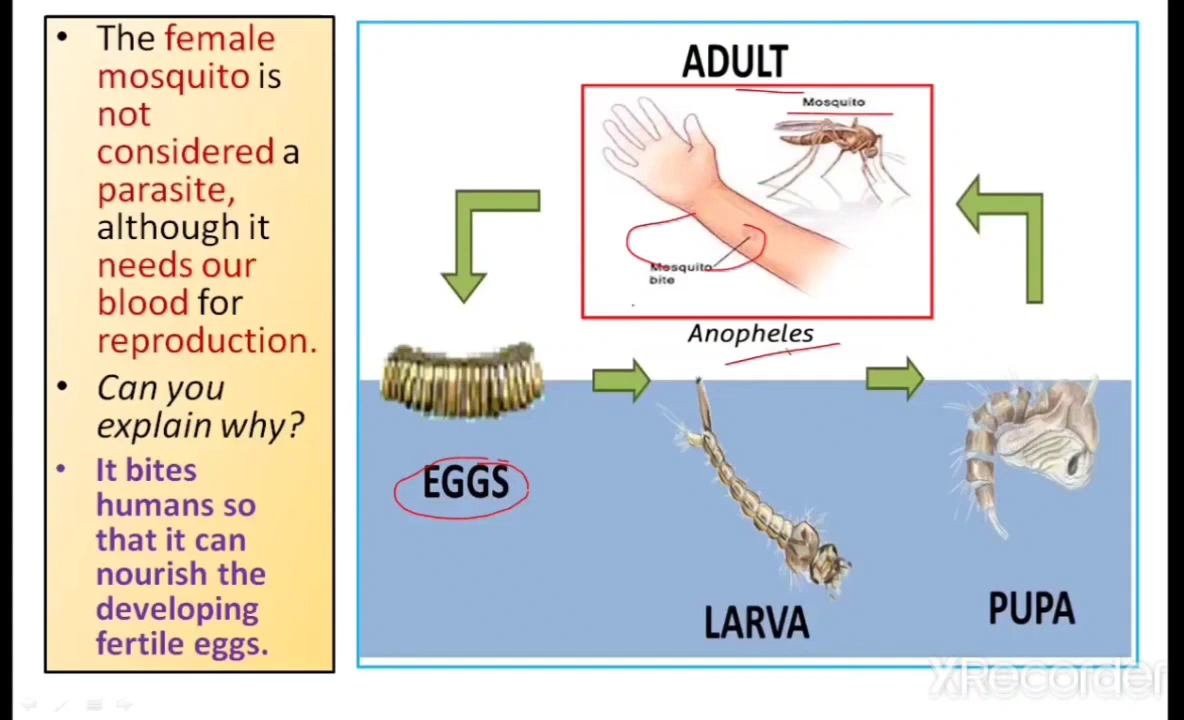 • The female
mosquito is
not
considered a
parasite,
although it
needs our
blood for
reproduction.
• Can you
explain why?
• It bites
humans so
that it can
nourish the
developing
fertile eggs.
ADULT
Mosquito
Mosquito
bite
Anopheles
EGGS
LARVA
PUPA
XRecorder